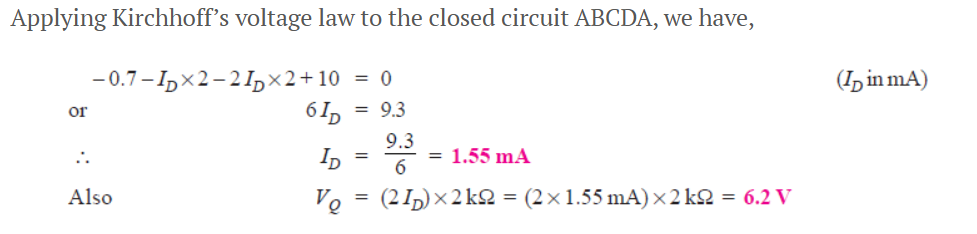 Applying Kirchhoff’s voltage law to the closed circuit ABCDA, we have,
−0.7 − I_D × 2 − 2 I_D × 2 + 10 = 0 (I_D in mA)
or 6 I_D = 9.3
∴ I_D = 9.3/6 = 1.55 mA
Also V_Q = (2 I_D) × 2 kΩ = (2 × 1.55 mA) × 2 kΩ = 6.2 V